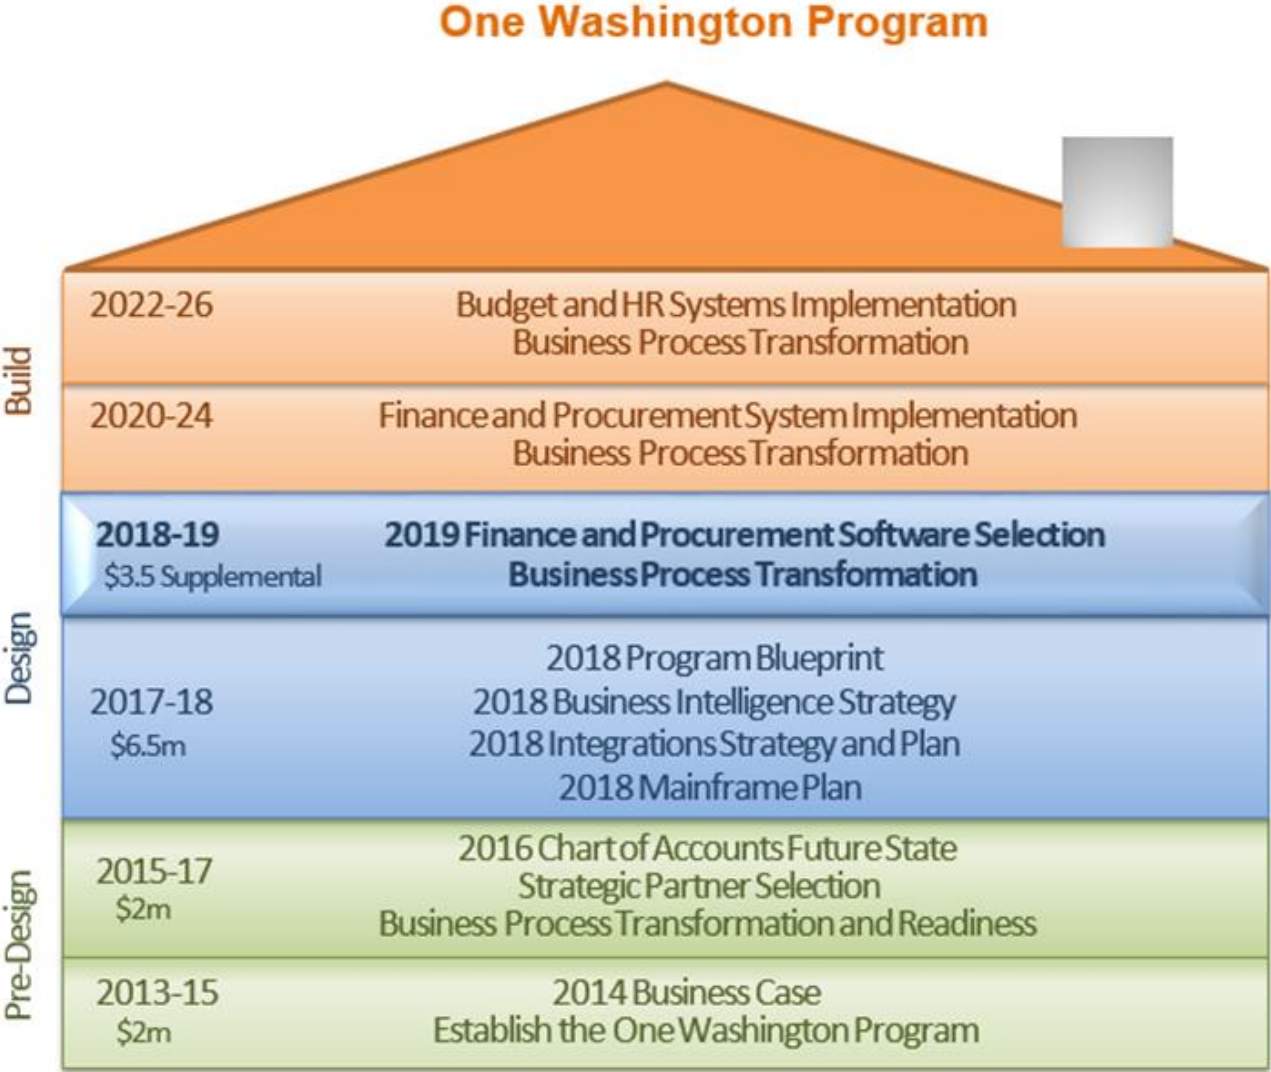 One Washington Program
Build
2022-26
Budget and HR Systems Implementation
Business Process Transformation
2020-24
Finance and Procurement System Implementation
Business Process Transformation
Design
2018-19
$3.5 Supplemental
2019 Finance and Procurement Software Selection
Business Process Transformation
2017-18
$6.5m
2018 Program Blueprint
2018 Business Intelligence Strategy
2018 Integrations Strategy and Plan
2018 Mainframe Plan
Pre-Design
2015-17
$2m
2016 Chart of Accounts Future State
Strategic Partner Selection
Business Process Transformation and Readiness
2013-15
$2m
2014 Business Case
Establish the One Washington Program